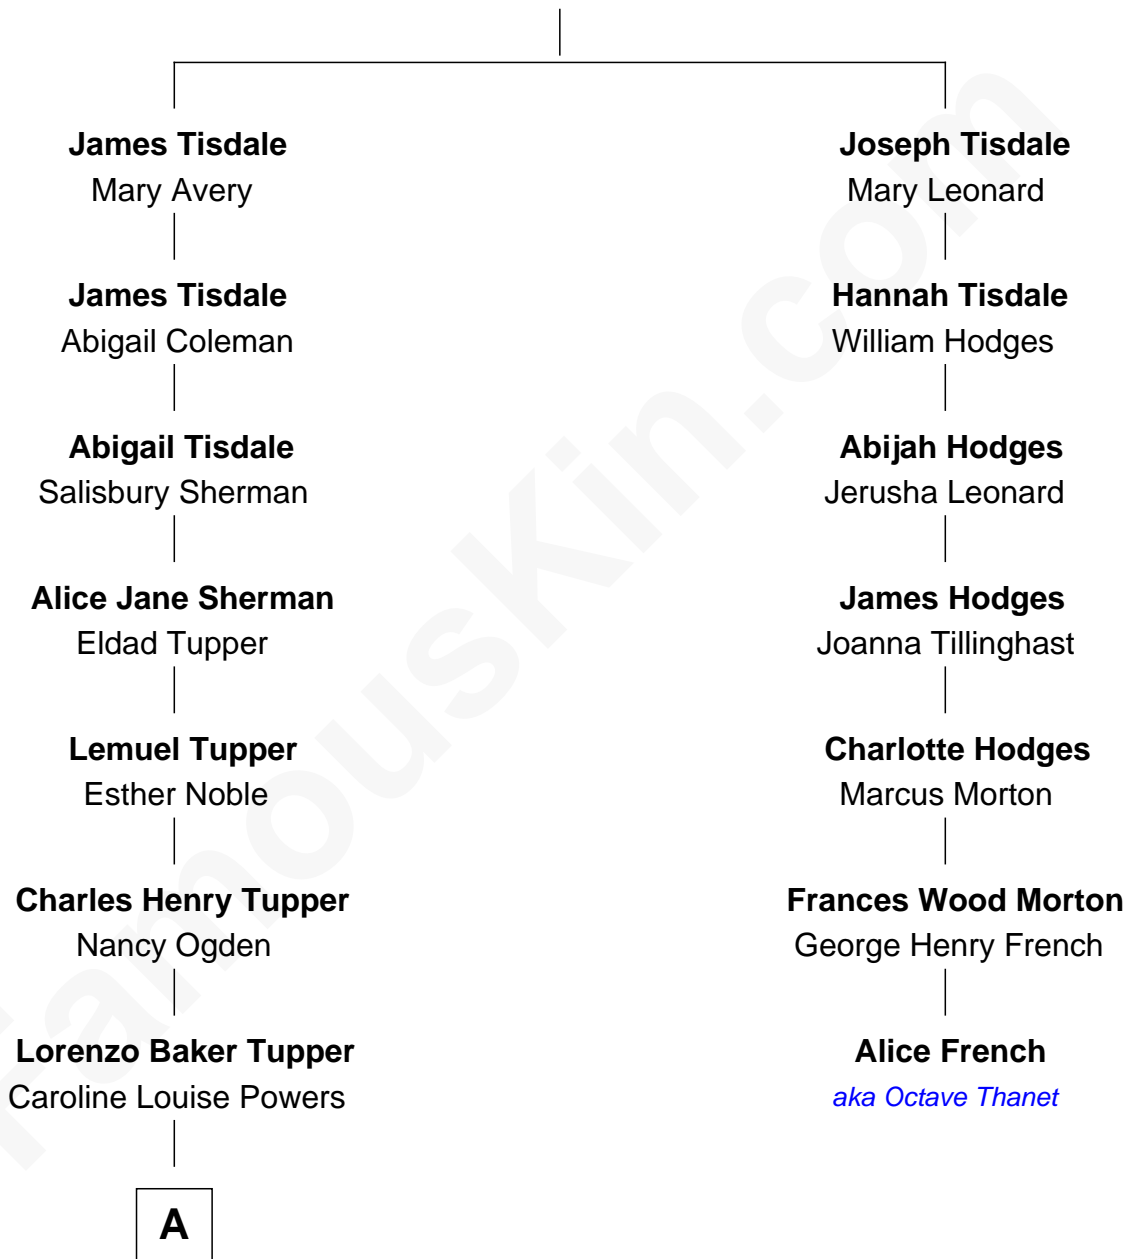 James Tisdale
Mary Avery
James Tisdale
Abigail Coleman
Abigail Tisdale
Salisbury Sherman
Alice Jane Sherman
Eldad Tupper
Lemuel Tupper
Esther Noble
Charles Henry Tupper
Nancy Ogden
Lorenzo Baker Tupper
Caroline Louise Powers
A
Joseph Tisdale
Mary Leonard
Hannah Tisdale
William Hodges
Abijah Hodges
Jerusha Leonard
James Hodges
Joanna Tillinghast
Charlotte Hodges
Marcus Morton
Frances Wood Morton
George Henry French
Alice French
aka Octave Thanet
FamousKin.com